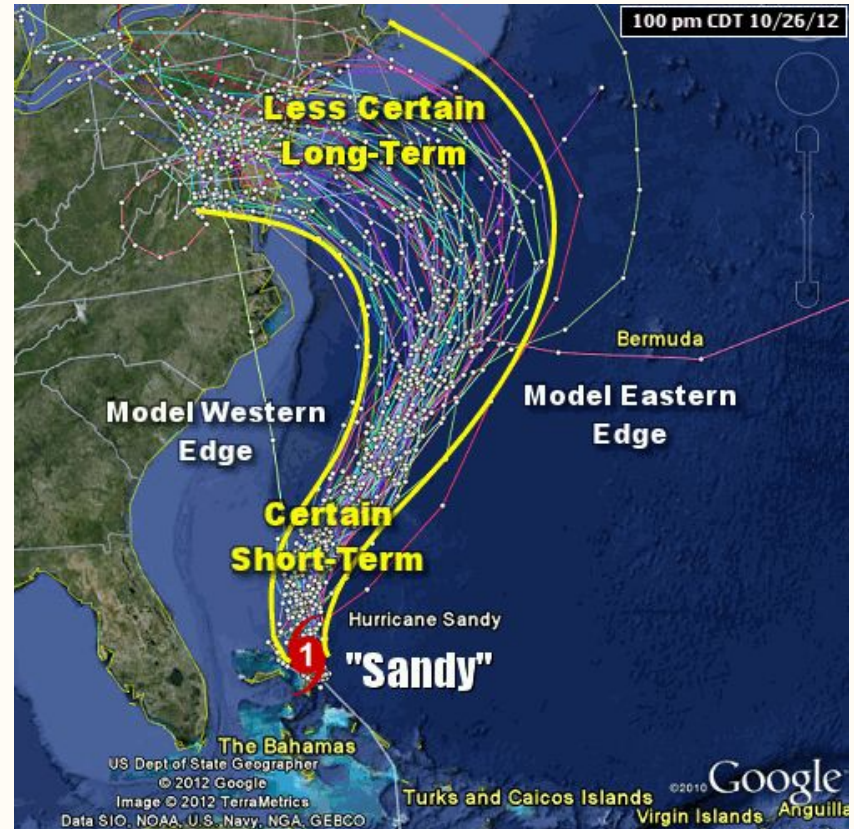 100 pm CDT 10/26/12
Less Certain
Long-Term
Bermuda
Model Western
Edge
Model Eastern
Edge
Certain
Short-Term
Hurricane Sandy
1
"Sandy"
The Bahamas
US Dept of State Geographer
© 2012 Google
Image © 2012 TerraMetrics
Data SIO, NOAA, U.S. Navy, NGA, GEBCO
©2010 Google
Turks and Caicos Islands
Virgin Islands
Anguilla